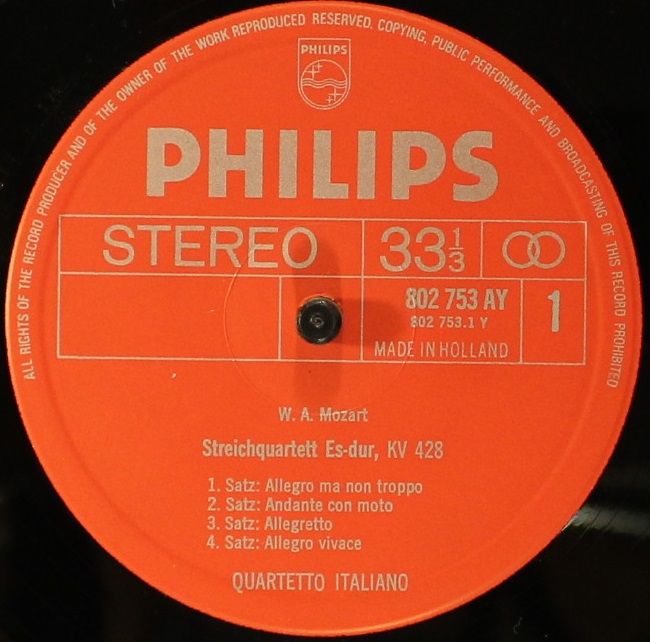 ALL RIGHTS OF THE RECORD PRODUCER AND OF THE OWNER OF THE WORK REPRODUCED RESERVED. COPYING, PUBLIC PERFORMANCE AND BROADCASTING OF THIS RECORD PROHIBITED
PHILIPS
PHILIPS
STEREO 33 1/3
802 753 AY 1
802 753.1 Y
MADE IN HOLLAND
W. A. Mozart
Streichquartett Es-dur, KV 428
1. Satz: Allegro ma non troppo
2. Satz: Andante con moto
3. Satz: Allegretto
4. Satz: Allegro vivace
QUARTETTO ITALIANO